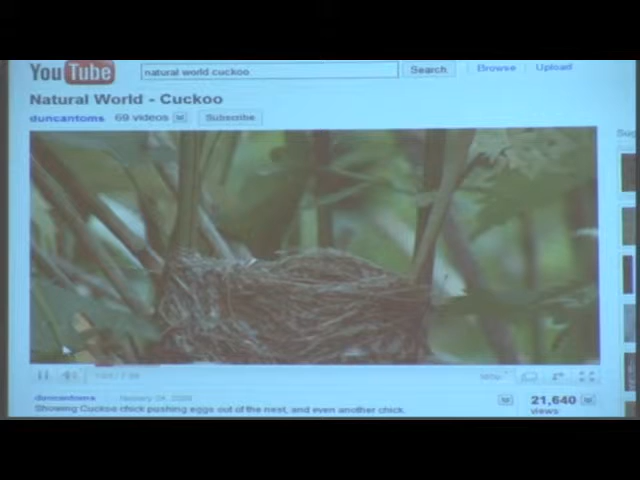 YouTube natural world cuckoo Search Browse Upload
Natural World - Cuckoo
duncantoms 69 videos Subscribe
duncantoms
21,640
Showing Cuckoo chick pushing eggs out of the nest, and even another chick.
views